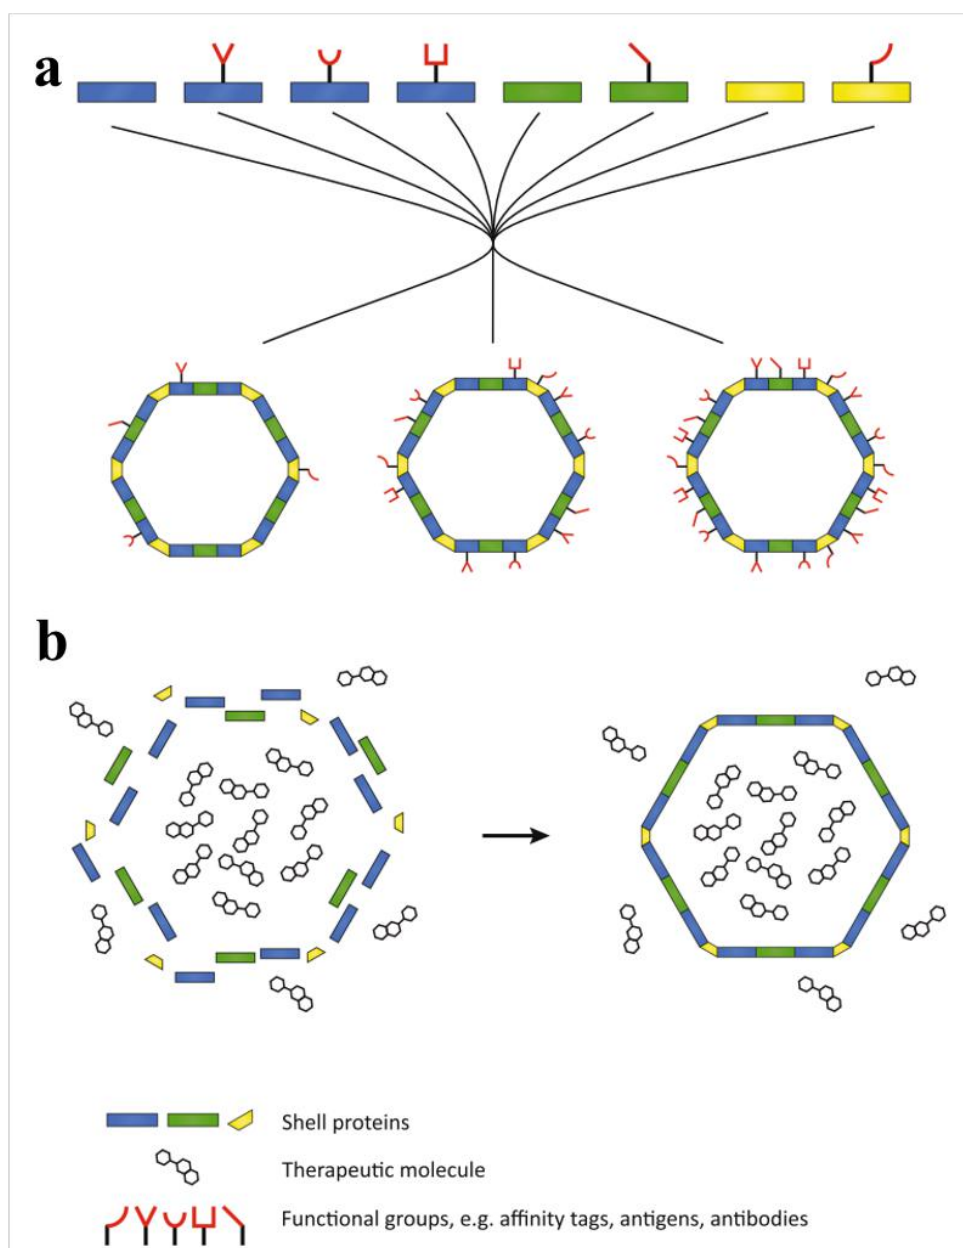 a
b
Shell proteins
Therapeutic molecule
Functional groups, e.g. affinity tags, antigens, antibodies